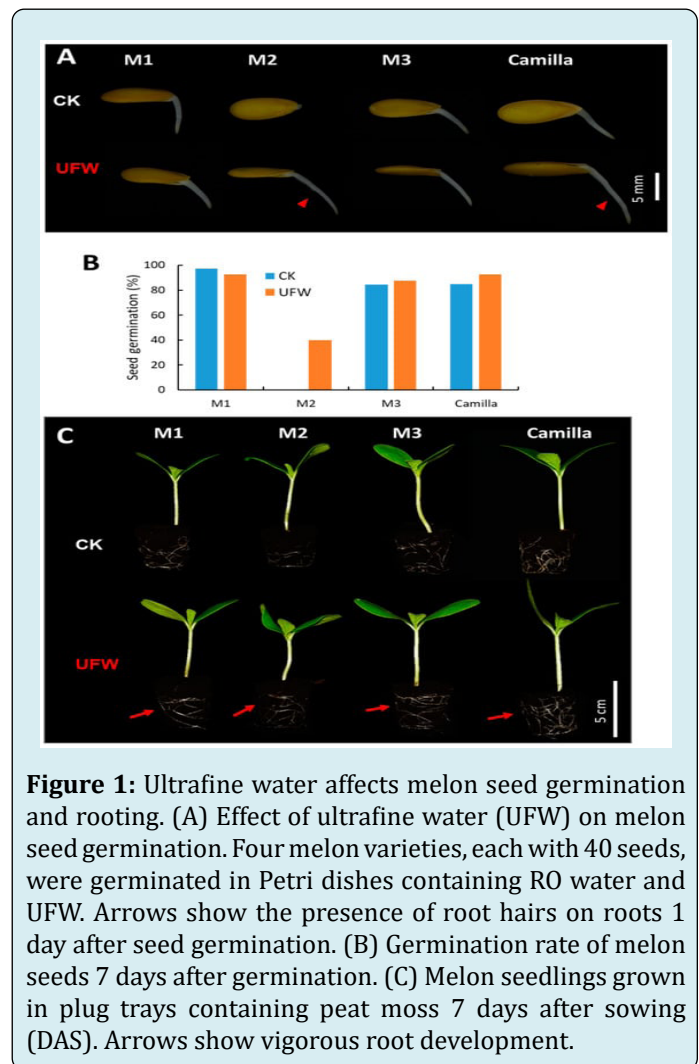 A M1 M2 M3 Camilla
CK
UFW
5 mm
B
100
80
60
40
20
0
Seed germination (%)
CK
UFW
M1 M2 M3 Camilla
C M1 M2 M3 Camilla
CK
UFW
5 cm
Figure 1: Ultrafine water affects melon seed germination
and rooting. (A) Effect of ultrafine water (UFW) on melon
seed germination. Four melon varieties, each with 40 seeds,
were germinated in Petri dishes containing RO water and
UFW. Arrows show the presence of root hairs on roots 1
day after seed germination. (B) Germination rate of melon
seeds 7 days after germination. (C) Melon seedlings grown
in plug trays containing peat moss 7 days after sowing
(DAS). Arrows show vigorous root development.